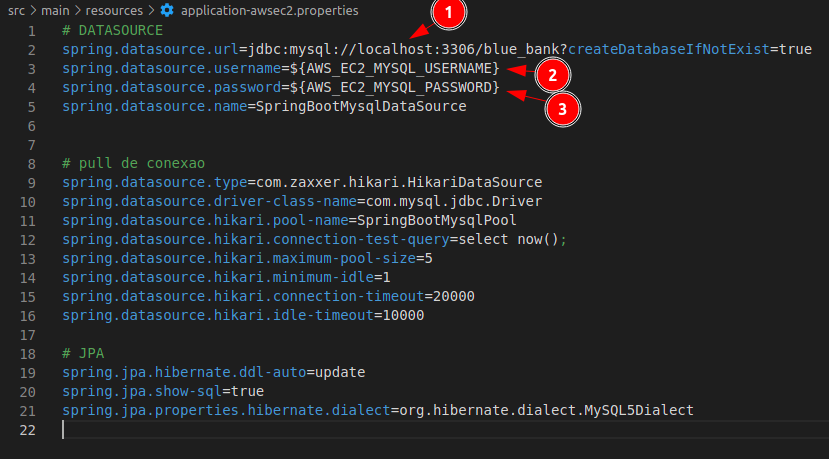 src > main > resources > application-awsec2.properties
1
1 # DATASOURCE
2 spring.datasource.url=jdbc:mysql://localhost:3306/blue_bank?createDatabaseIfNotExist=true
3 spring.datasource.username=${AWS_EC2_MYSQL_USERNAME}
2
4 spring.datasource.password=${AWS_EC2_MYSQL_PASSWORD}
3
5 spring.datasource.name=SpringBootMysqlDataSource
6
7
8 # pull de conexao
9 spring.datasource.type=com.zaxxer.hikari.HikariDataSource
10 spring.datasource.driver-class-name=com.mysql.jdbc.Driver
11 spring.datasource.hikari.pool-name=SpringBootMysqlPool
12 spring.datasource.hikari.connection-test-query=select now();
13 spring.datasource.hikari.maximum-pool-size=5
14 spring.datasource.hikari.minimum-idle=1
15 spring.datasource.hikari.connection-timeout=20000
16 spring.datasource.hikari.idle-timeout=10000
17
18 # JPA
19 spring.jpa.hibernate.ddl-auto=update
20 spring.jpa.show-sql=true
21 spring.jpa.properties.hibernate.dialect=org.hibernate.dialect.MySQL5Dialect
22